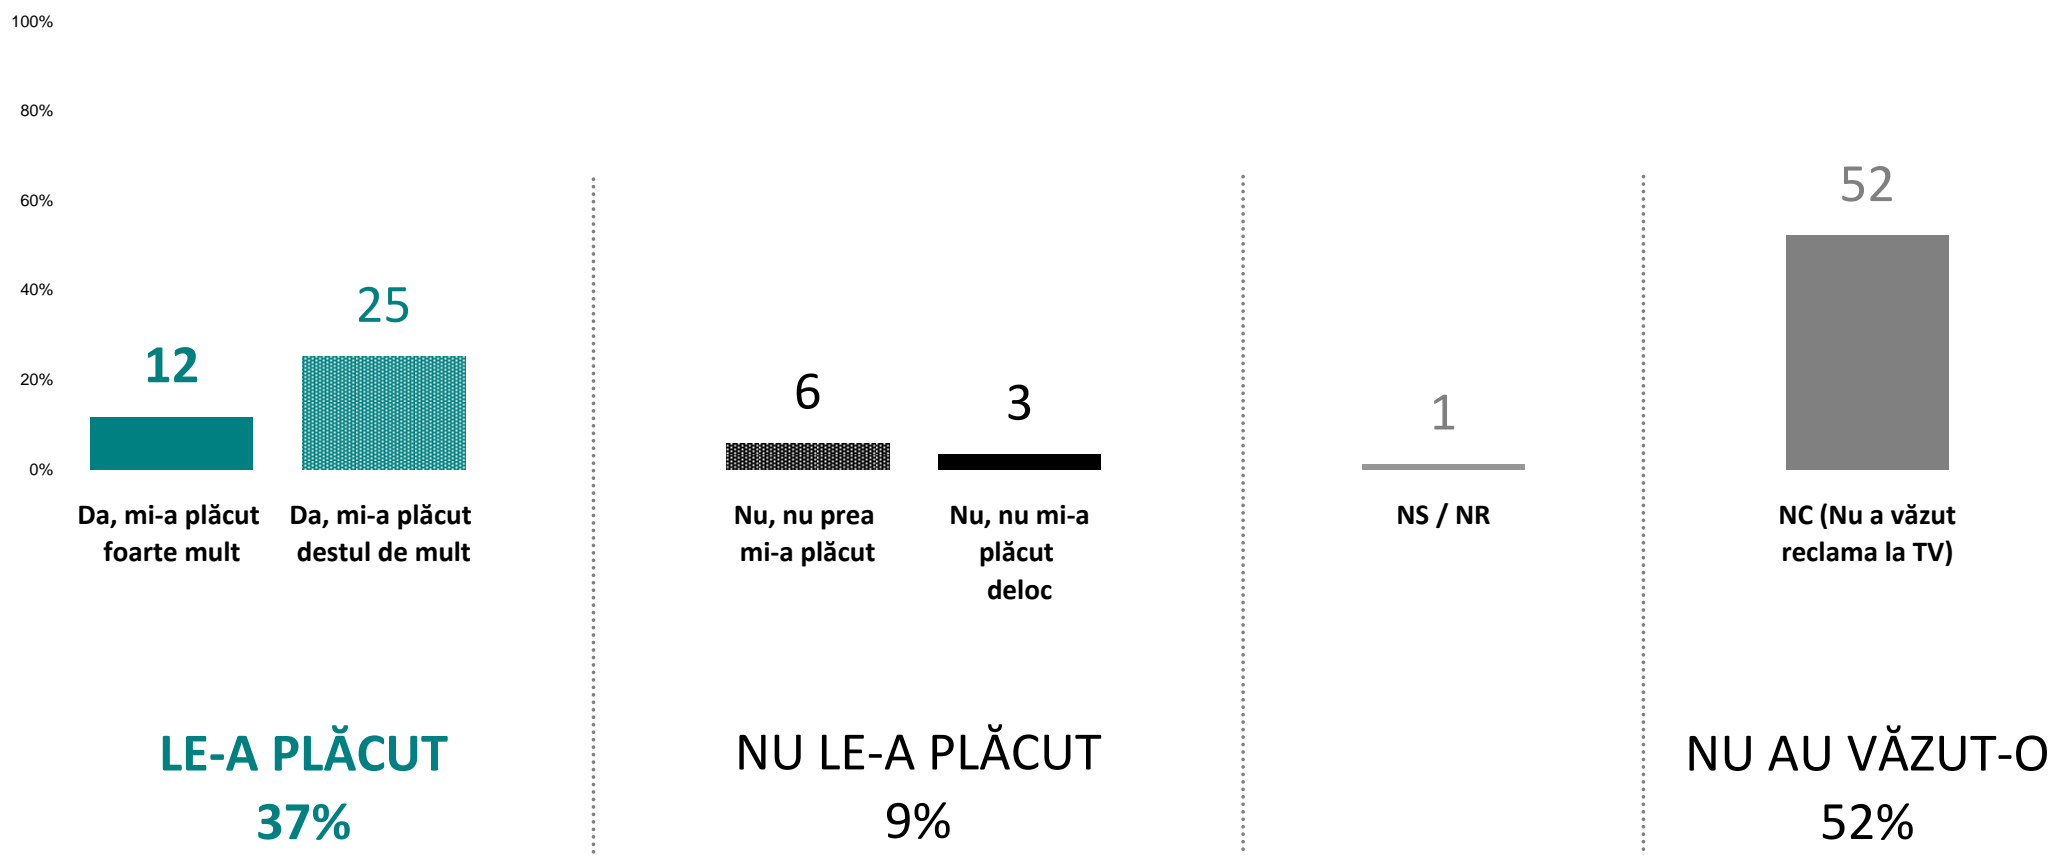 100%
80%
60%
40%
20%
0%
12
25
6
3
1
52
Da, mi-a plăcut
foarte mult
Da, mi-a plăcut
destul de mult
Nu, nu prea
mi-a plăcut
Nu, nu mi-a
plăcut
deloc
NS / NR
NC (Nu a văzut
reclama la TV)
LE-A PLĂCUT
37%
NU LE-A PLĂCUT
9%
NU AU VĂZUT-O
52%